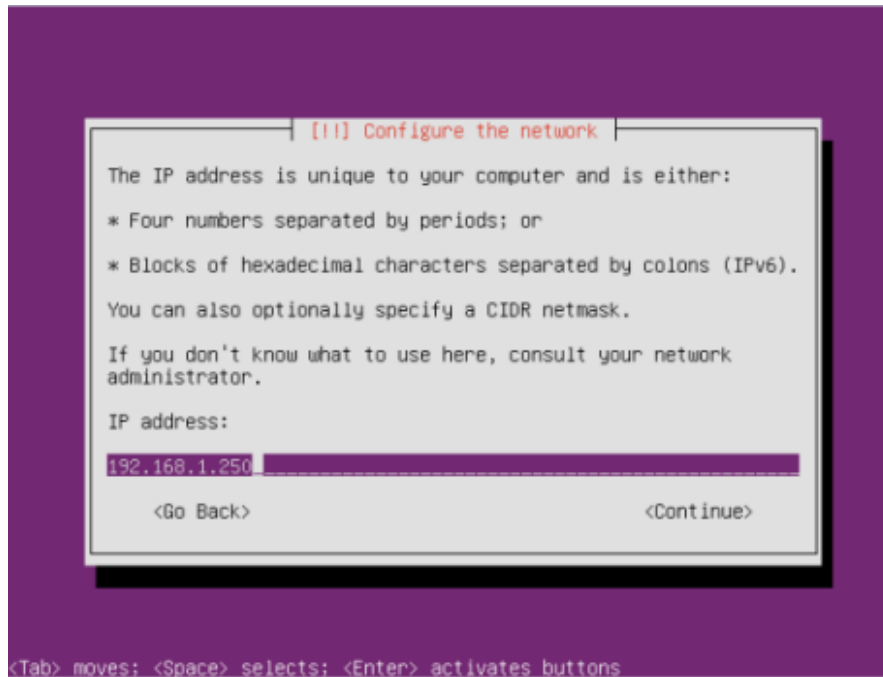 [!!] Configure the network
The IP address is unique to your computer and is either:
* Four numbers separated by periods; or
* Blocks of hexadecimal characters separated by colons (IPv6).
You can also optionally specify a CIDR netmask.
If you don't know what to use here, consult your network
administrator.
IP address:
192.168.1.250
<Go Back> <Continue>
<Tab> moves; <Space> selects; <Enter> activates buttons